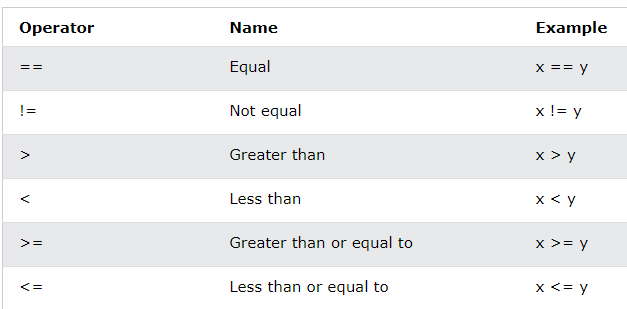 Operator Name Example
== Equal x == y
!= Not equal x != y
> Greater than x > y
< Less than x < y
>= Greater than or equal to x >= y
<= Less than or equal to x <= y